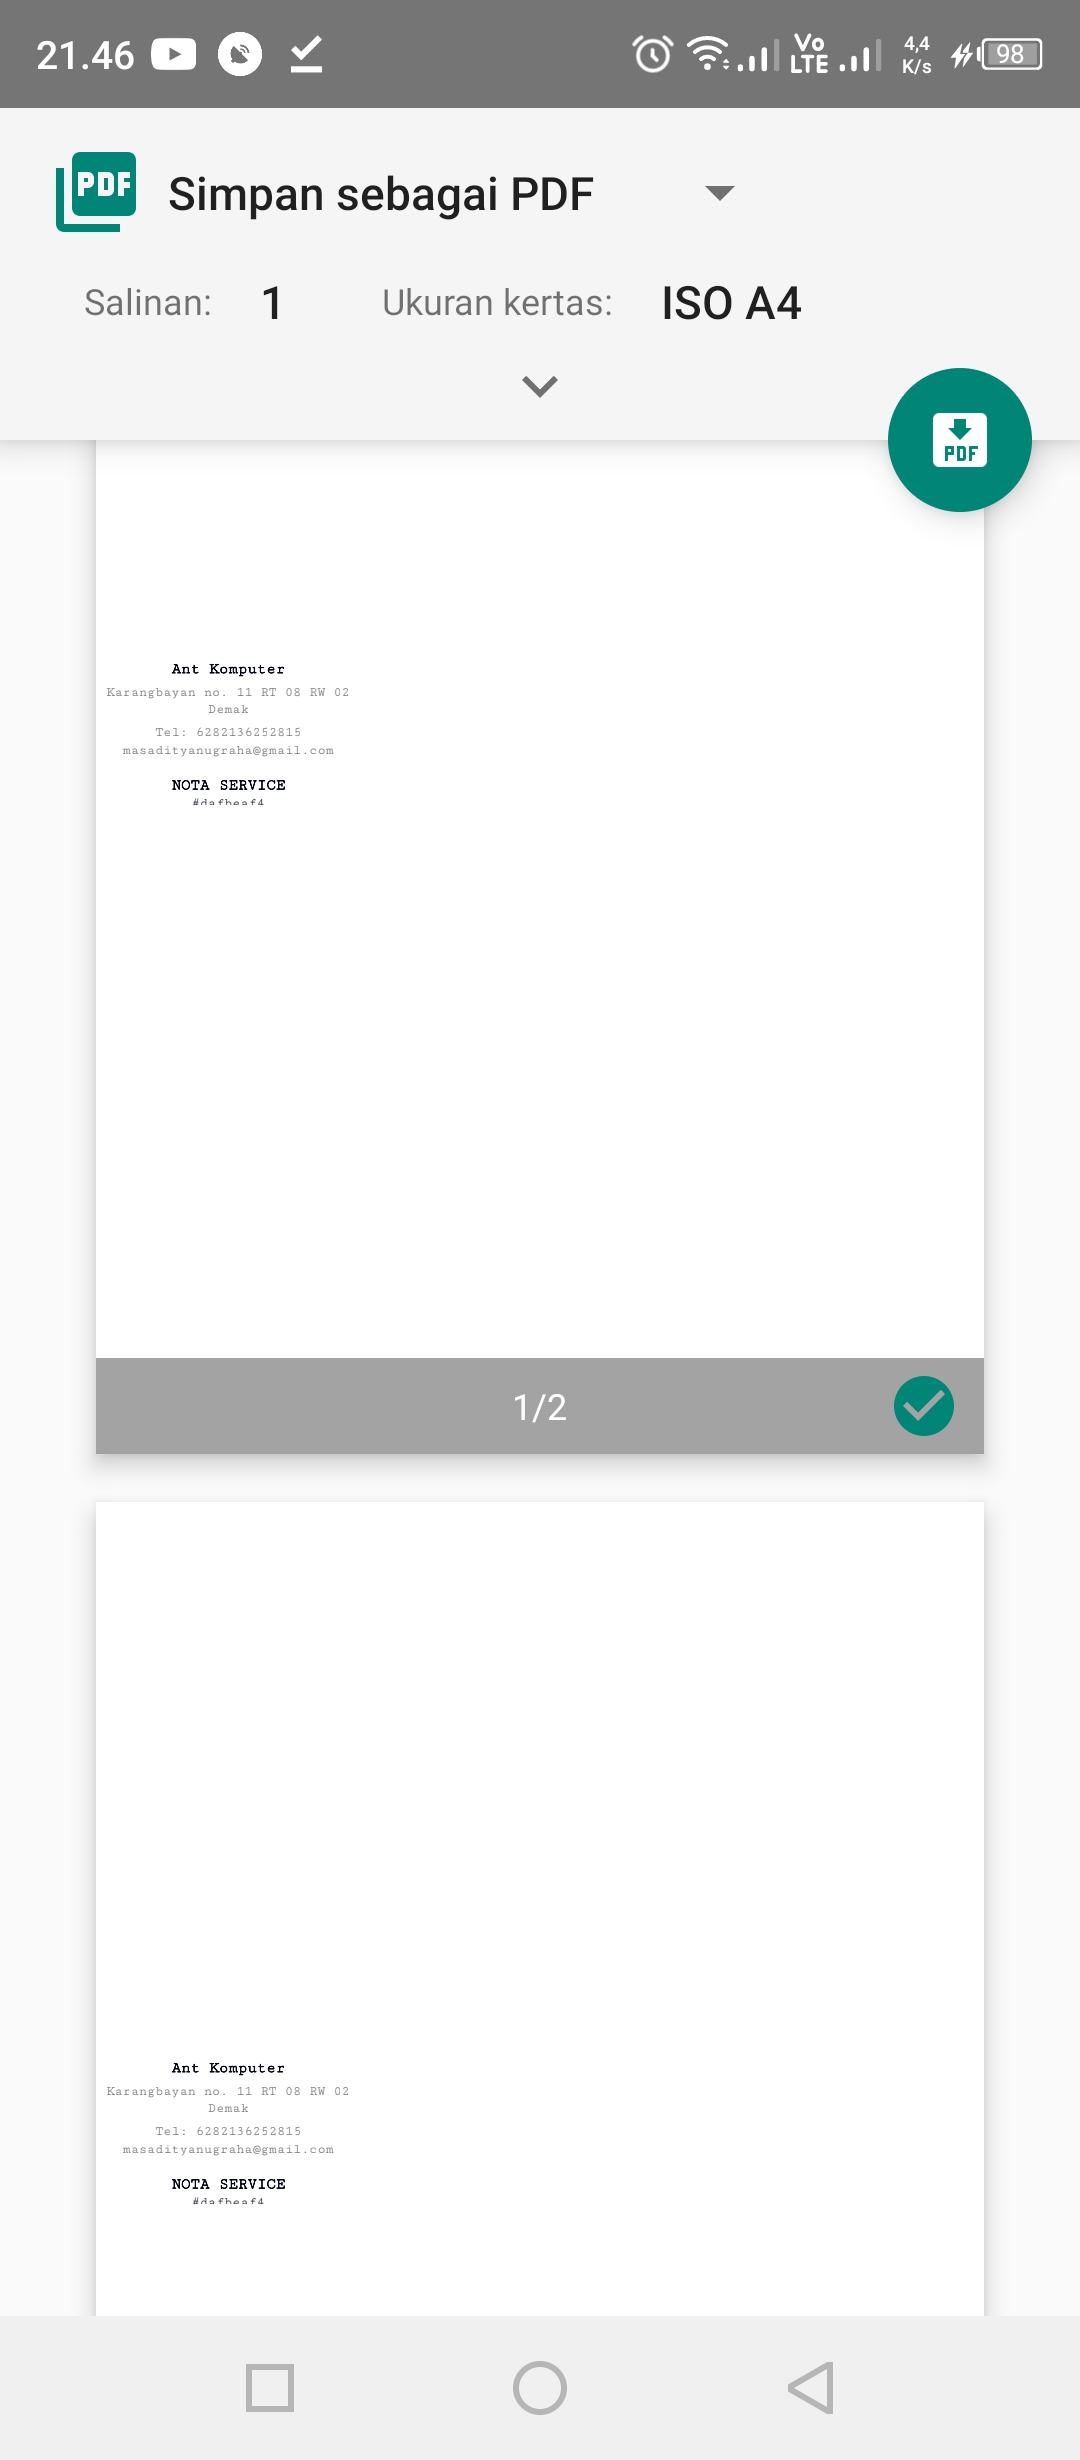 21.46
Vo
LTE
4,4
K/s
98
PDF
Simpan sebagai PDF
Salinan: 1 Ukuran kertas: ISO A4
PDF
Ant Komputer
Karangbayan no. 11 RT 08 RW 02
Demak
Tel: 6282136252815
masadityanugraha@gmail.com
NOTA SERVICE
#dafbeaf4
1/2
Ant Komputer
Karangbayan no. 11 RT 08 RW 02
Demak
Tel: 6282136252815
masadityanugraha@gmail.com
NOTA SERVICE
#dafbeaf4